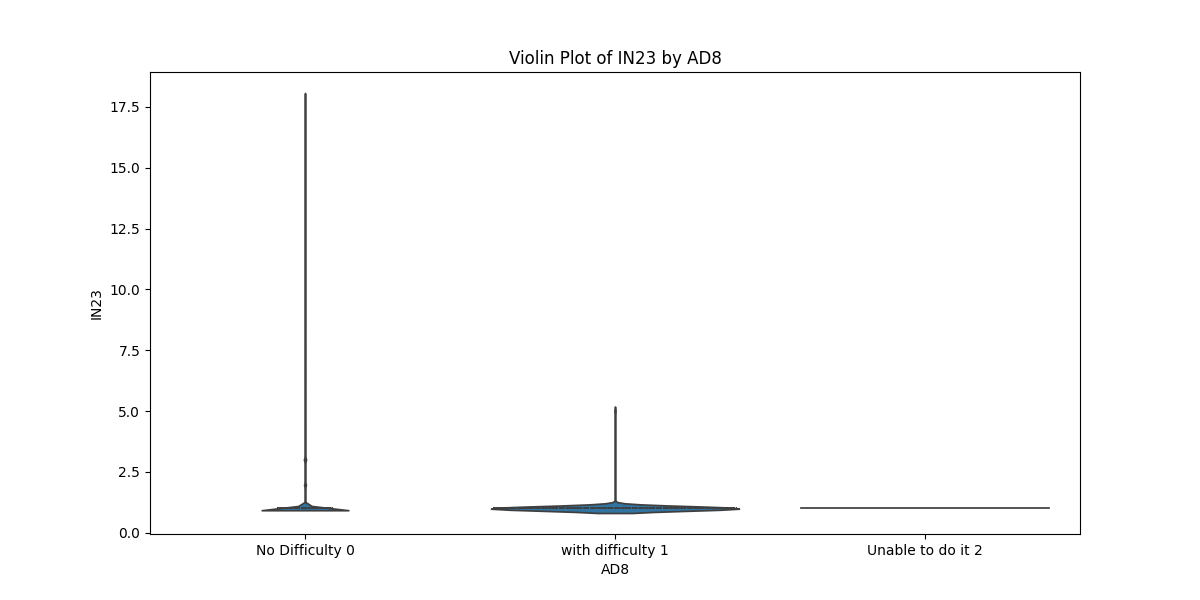 Violin Plot of IN23 by AD8
17.5
15.0
12.5
10.0
7.5
5.0
2.5
0.0
IN23
No Difficulty 0
with difficulty 1
Unable to do it 2
AD8